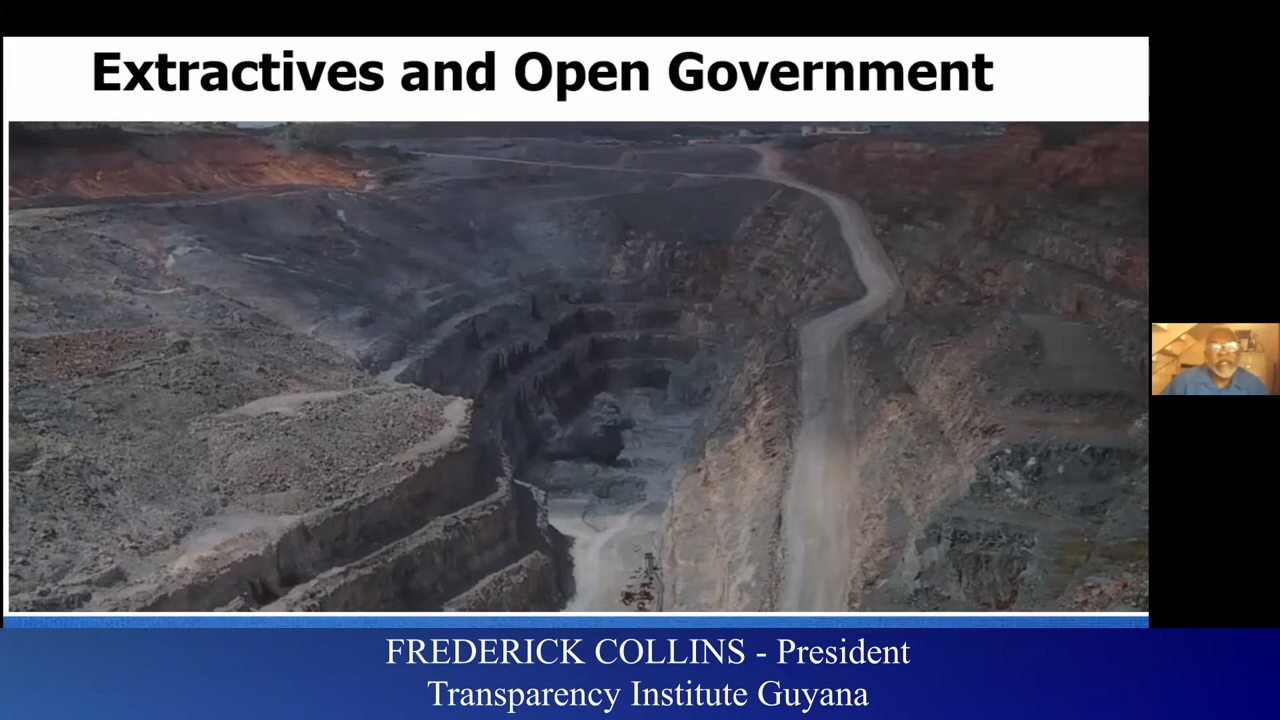 Extractives and Open Government
FREDERICK COLLINS - President
Transparency Institute Guyana